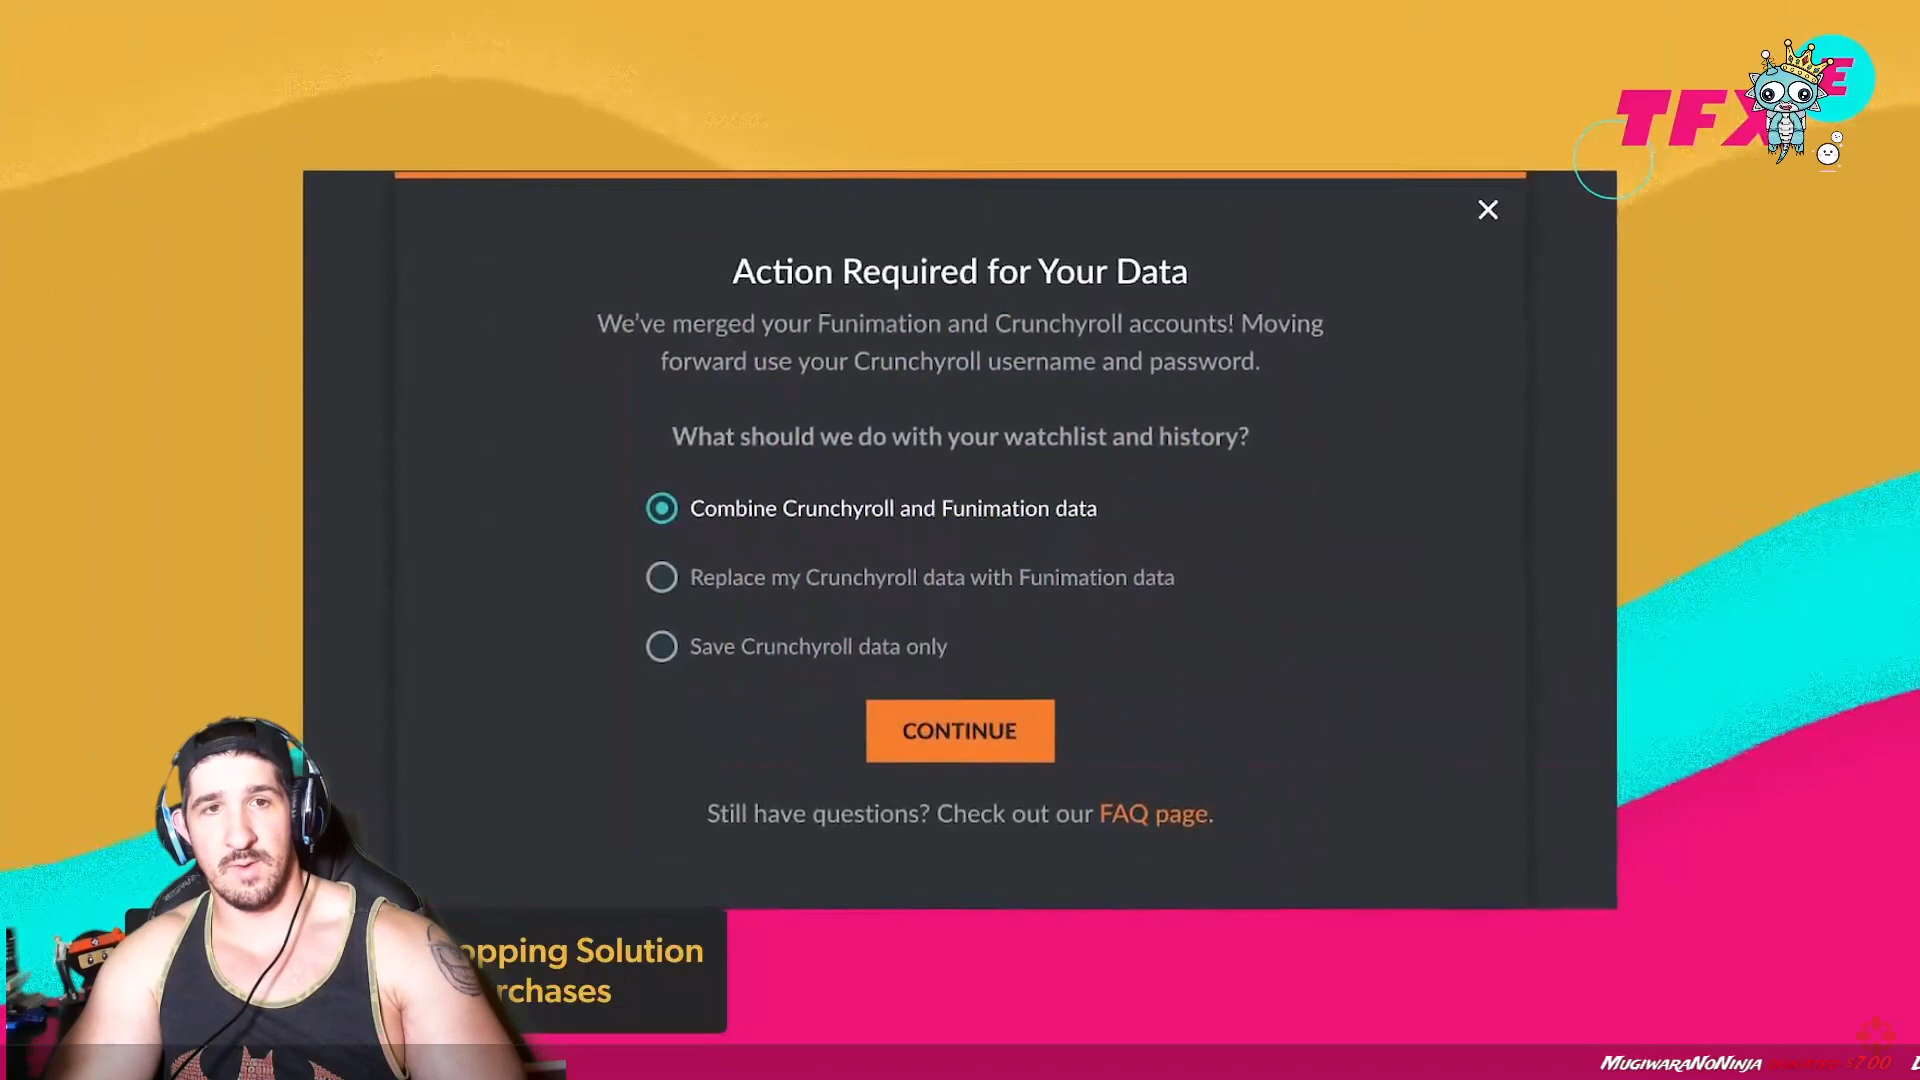 TFX
E
Action Required for Your Data
We've merged your Funimation and Crunchyroll accounts! Moving
forward use your Crunchyroll username and password.
What should we do with your watchlist and history?
Combine Crunchyroll and Funimation data
Replace my Crunchyroll data with Funimation data
Save Crunchyroll data only
CONTINUE
Still have questions? Check out our FAQ page.
opping Solution
rchases
MugiwaraNoNinja $700